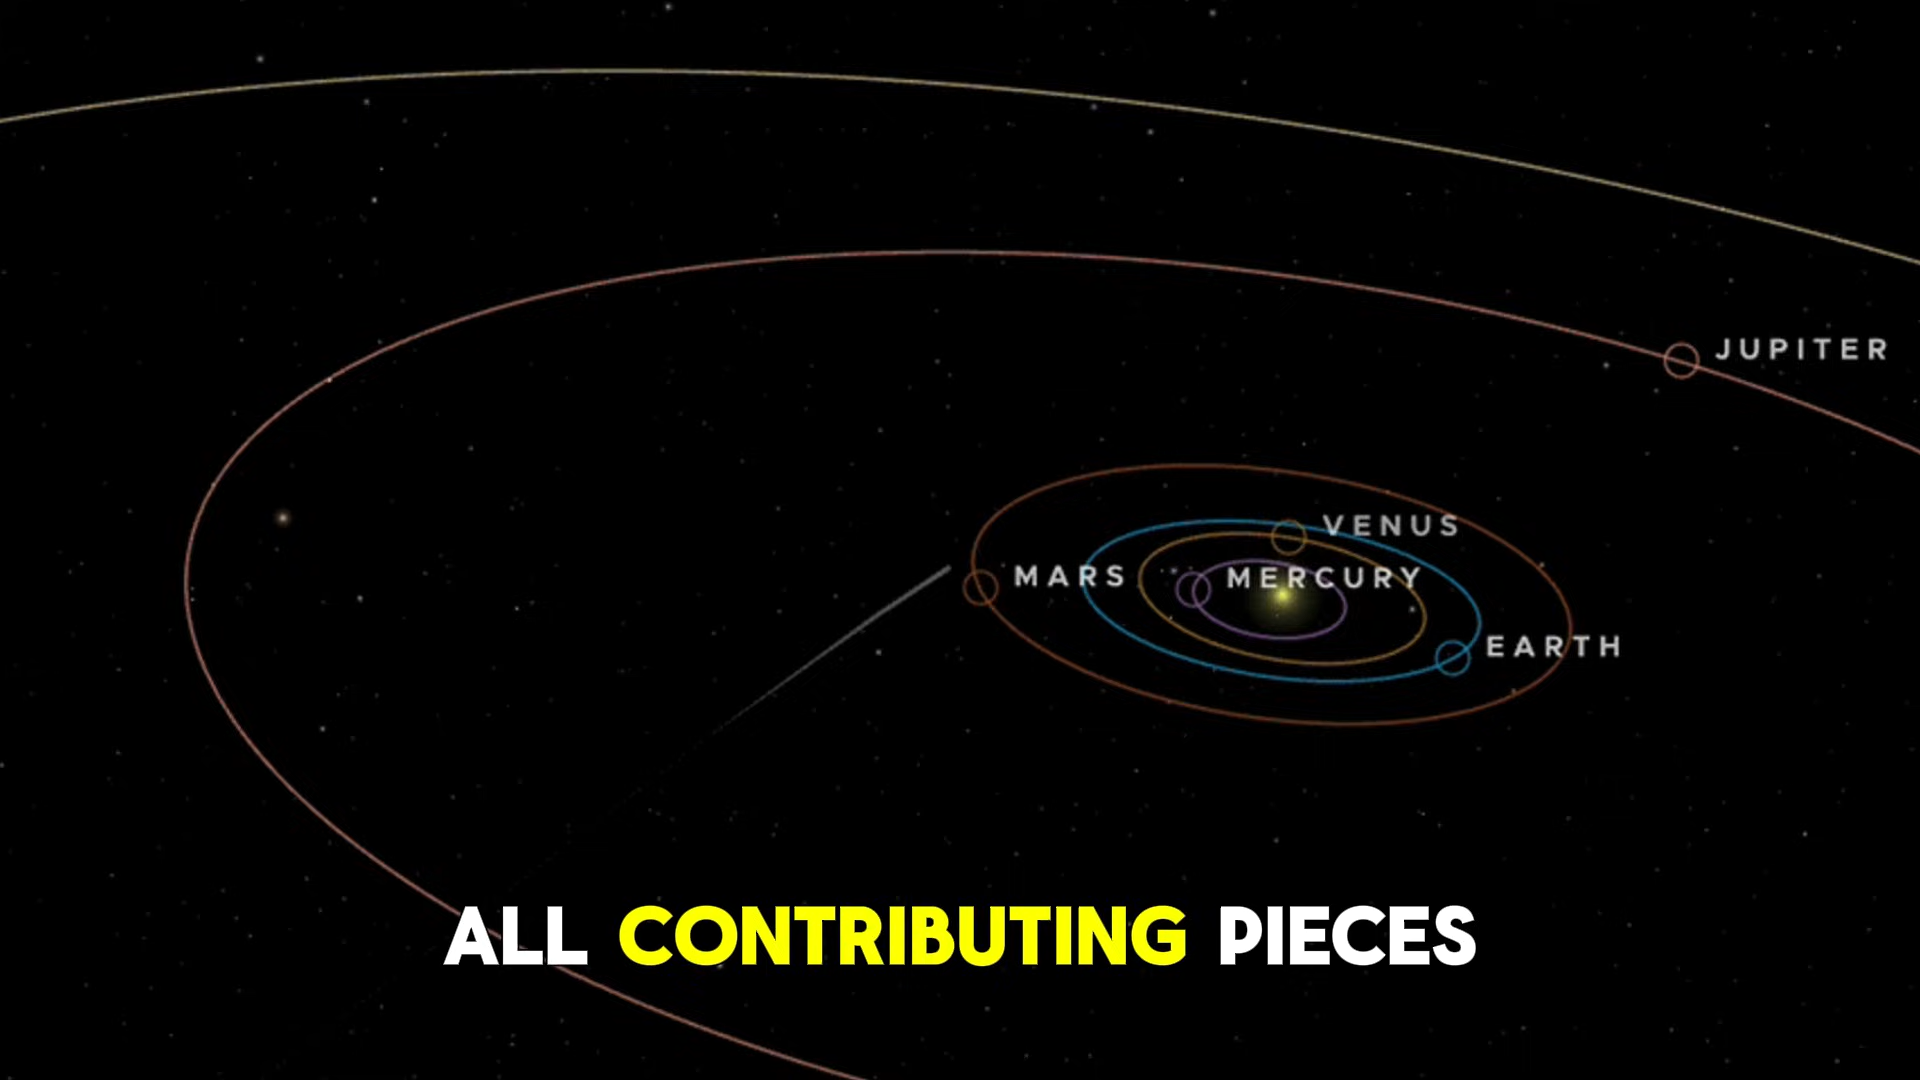 JUPITER
VENUS
MARS
MERCURY
EARTH
ALL CONTRIBUTING PIECES